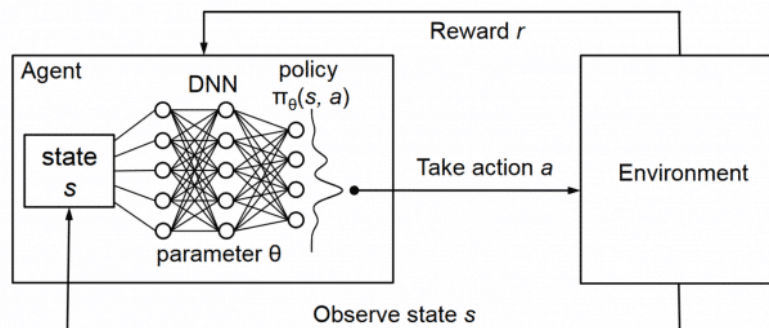 Reward r
Agent
DNN
policy
πθ(s, a)
state
s
Take action a
Environment
parameter θ
Observe state s